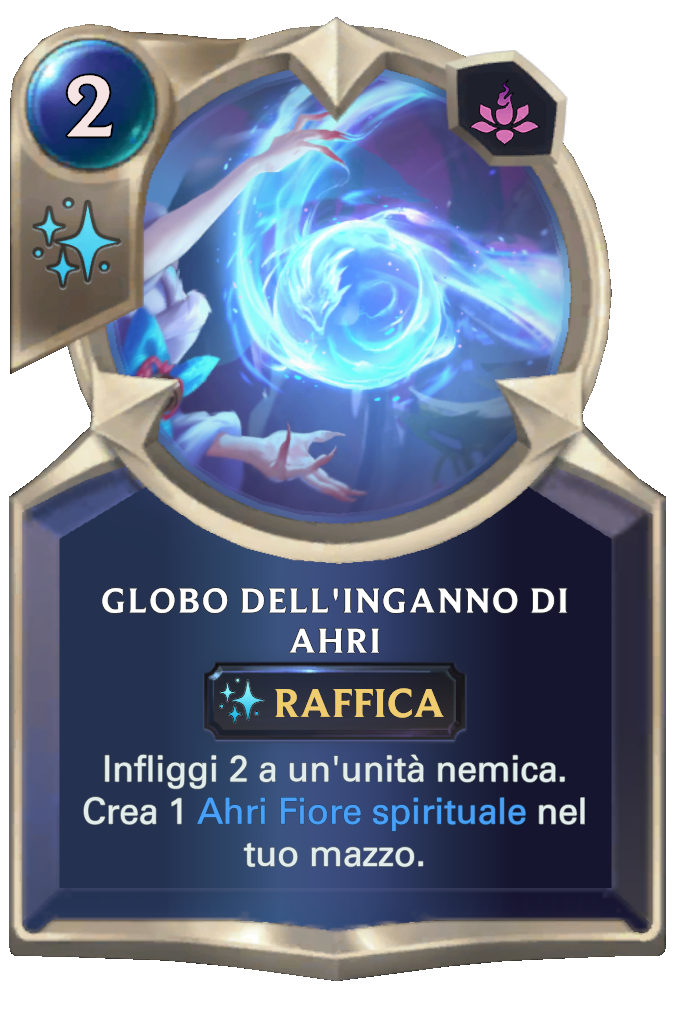 2
GLOBO DELL'INGANNO DI
AHRI
RAFFICA
Infliggi 2 a un'unità nemica.
Crea 1 Ahri Fiore spirituale nel
tuo mazzo.